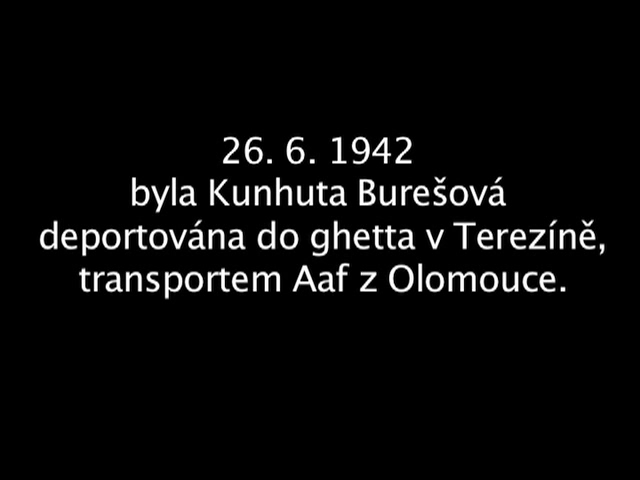 26. 6. 1942
byla Kunhuta Burešová
deportována do ghetta v Terezíně,
transportem Aaf z Olomouce.